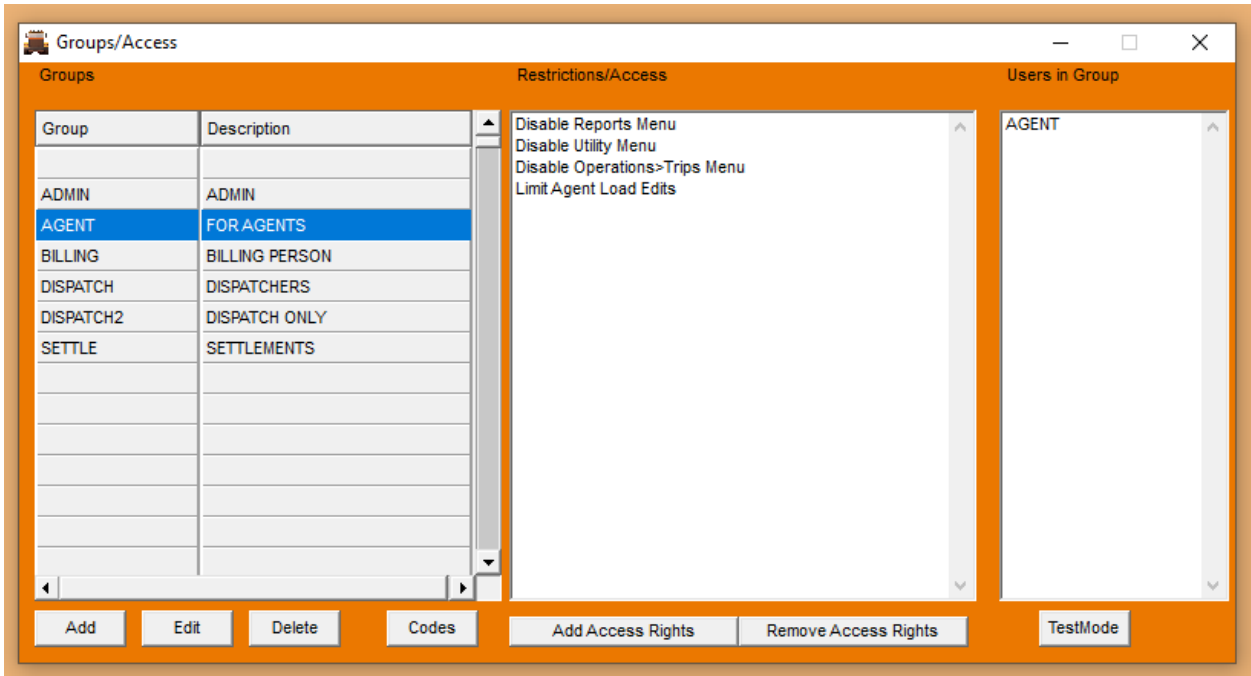 Groups/Access
Groups
Restrictions/Access
Users in Group
Group Description
ADMIN ADMIN
AGENT FOR AGENTS
BILLING BILLING PERSON
DISPATCH DISPATCHERS
DISPATCH2 DISPATCH ONLY
SETTLE SETTLEMENTS
Disable Reports Menu
Disable Utility Menu
Disable Operations>Trips Menu
Limit Agent Load Edits
AGENT
Add Edit Delete Codes
Add Access Rights Remove Access Rights
TestMode